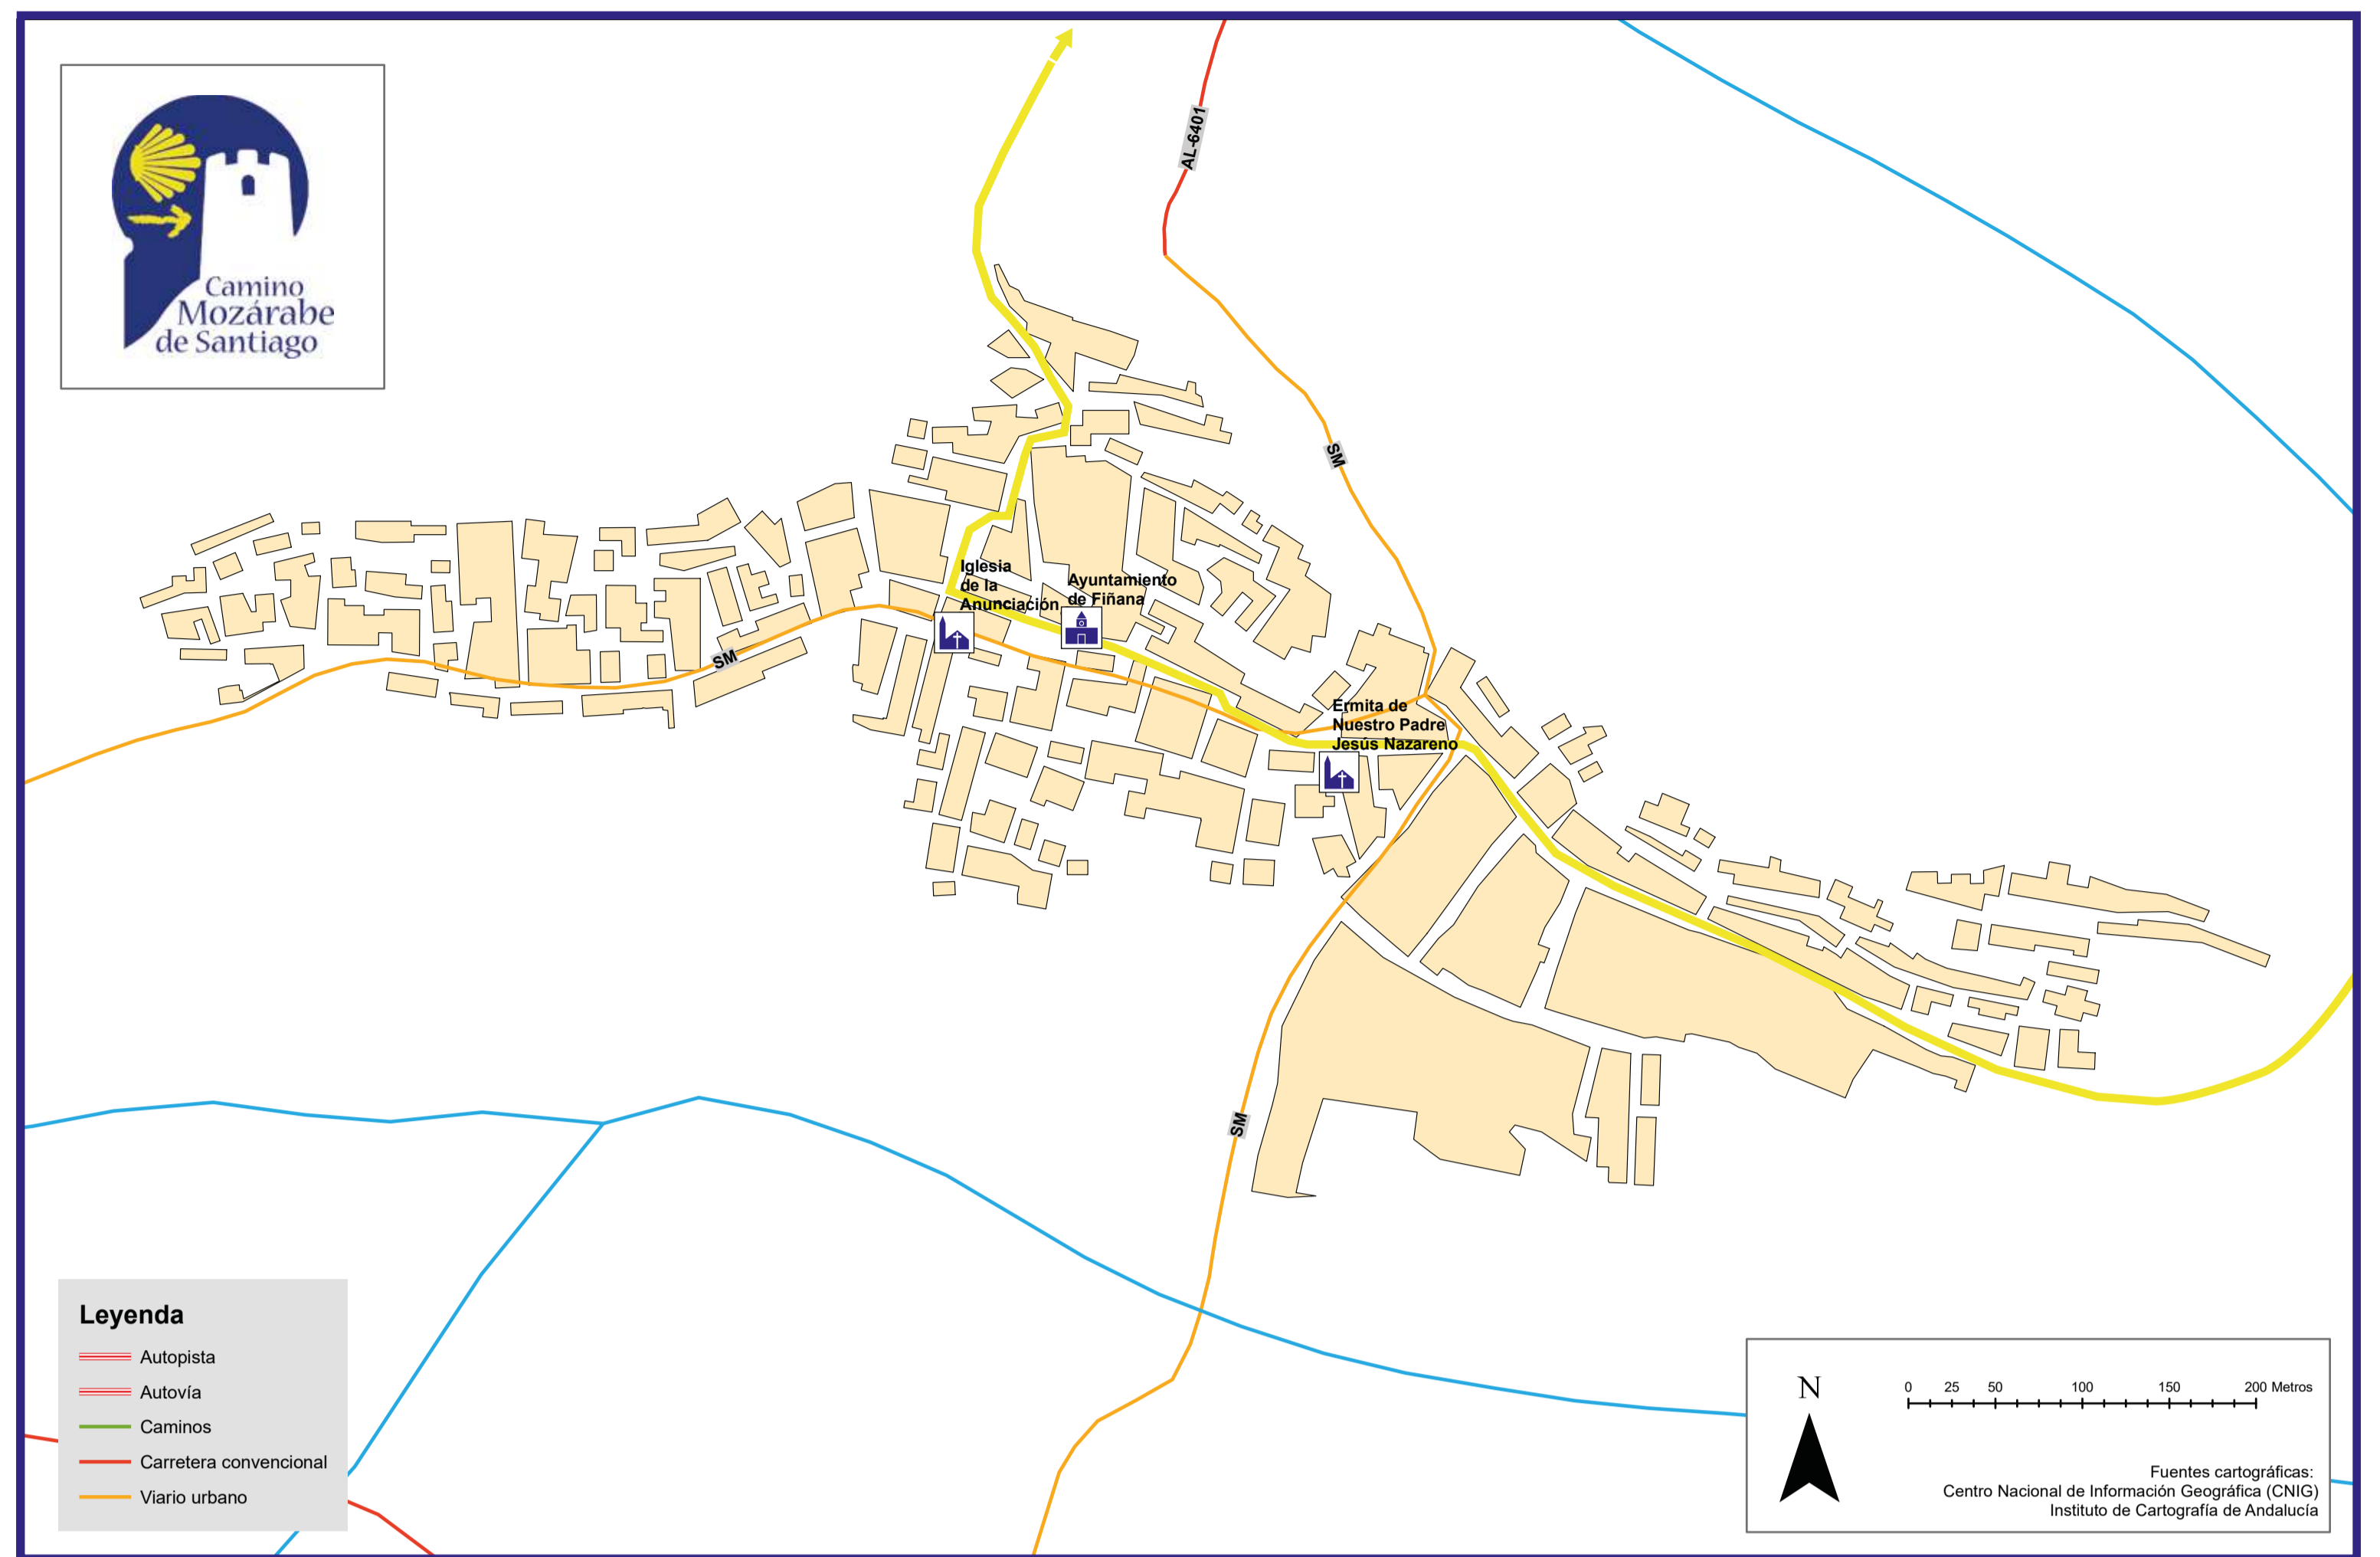 Camino
Mozárabe
de Santiago
AL-6401
SM
Iglesia
de la
Anunciación
Ayuntamiento
de Fiñana
SM
Ermita de
Nuestro Padre
Jesús Nazareno
SM
Leyenda
Autopista
Autovía
Caminos
Carretera convencional
Viario urbano
N
0 25 50 100 150 200 Metros
Fuentes cartográficas:
Centro Nacional de Información Geográfica (CNIG)
Instituto de Cartografía de Andalucía